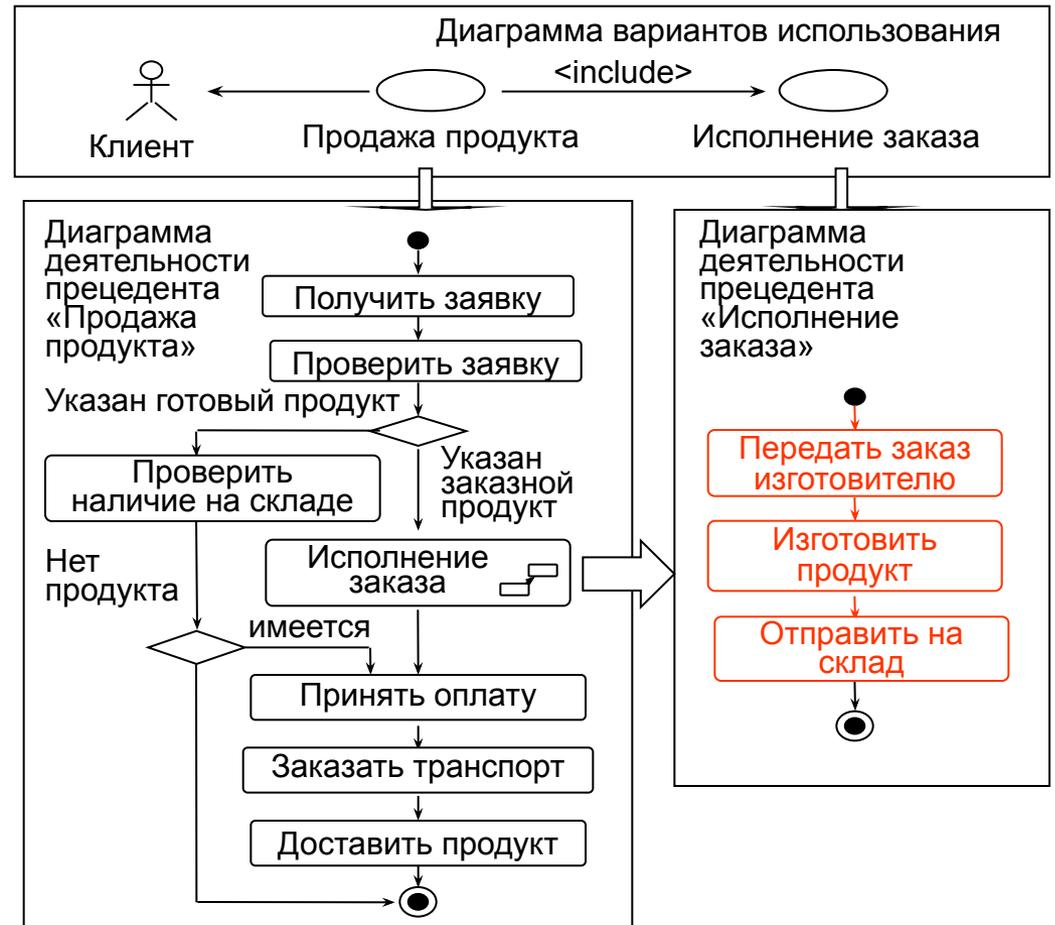 Диаграмма вариантов использования
<include>
Клиент
Продажа продукта
Исполнение заказа
Диаграмма
деятельности
прецедента
«Продажа
продукта»
Получить заявку
Проверить заявку
Указан готовый продукт
Проверить
наличие на складе
Указан
заказной
продукт
Нет
продукта
Исполнение
заказа
имеется
Принять оплату
Заказать транспорт
Доставить продукт
Диаграмма
деятельности
прецедента
«Исполнение
заказа»
Передать заказ
изготовителю
Изготовить
продукт
Отправить на
склад